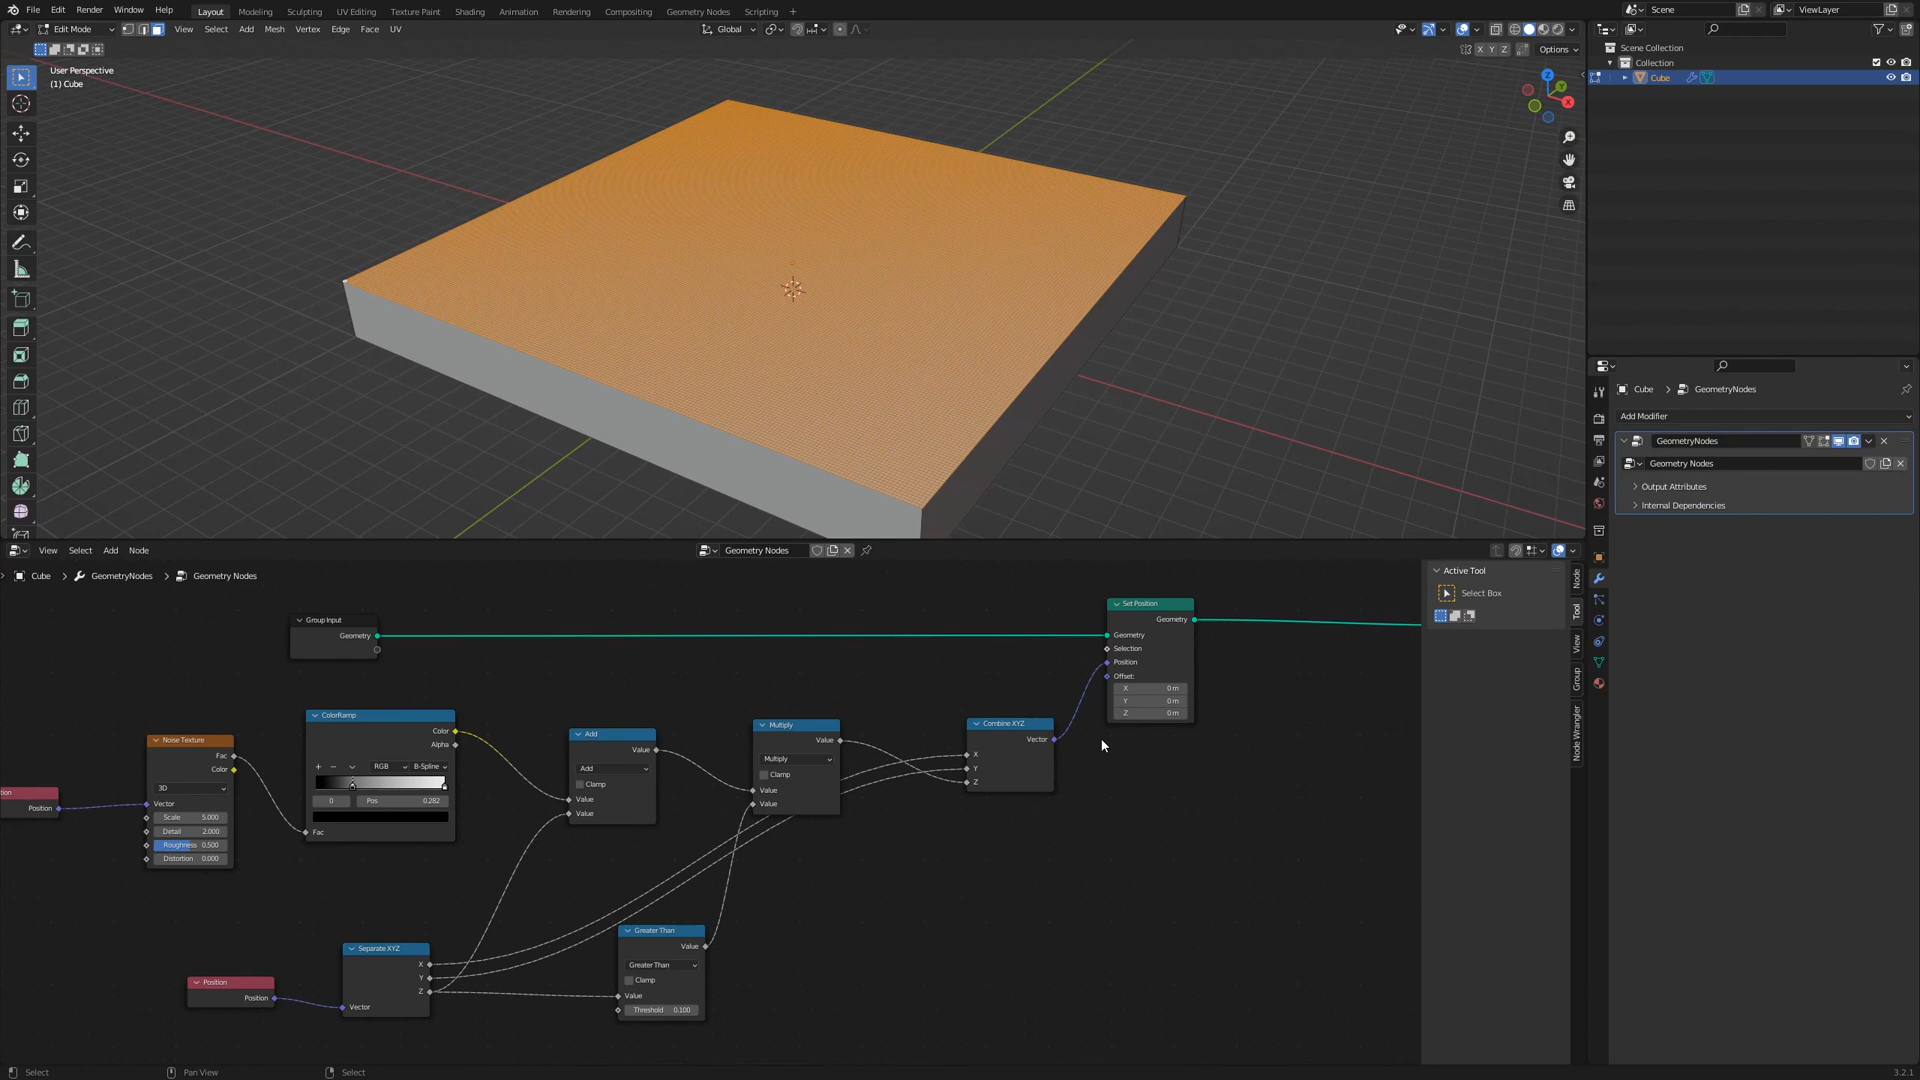 File Edit Render Window Help Layout Modeling Sculpting UV Editing Texture Paint Shading Animation Rendering Compositing Geometry Nodes Scripting Scene ViewLayer
Edit Mode View Select Add Mesh Vertex Edge Face UV Global
X Y Z Options
User Perspective
(1) Cube
Z
Y
X
Scene Collection
Collection
Cube
Cube GeometryNodes
Add Modifier
GeometryNodes
Geometry Nodes
Output Attributes
Internal Dependencies
View Select Add Node Geometry Nodes
Cube GeometryNodes Geometry Nodes
Active Tool
Select Box
Node
Tool
View
Group
Node Wrangler
Group Input
Geometry
Set Position
Geometry
Geometry
Selection
Position
Offset:
X 0 m
Y 0 m
Z 0 m
Position
Noise Texture
Fac
Color
3D
Vector
Scale 5.000
Detail 2.000
Roughness 0.500
Distortion 0.000
ColorRamp
Color
Alpha
RGB B-Spline
0 Pos 0.282
Fac
Add
Value
Add
Clamp
Value
Value
Multiply
Value
Multiply
Clamp
Value
Value
Combine XYZ
Vector
X
Y
Z
Position
Position
Separate XYZ
X
Y
Z
Vector
Greater Than
Value
Greater Than
Clamp
Value
Threshold 0.100
Select Pan View Select 3.2.1